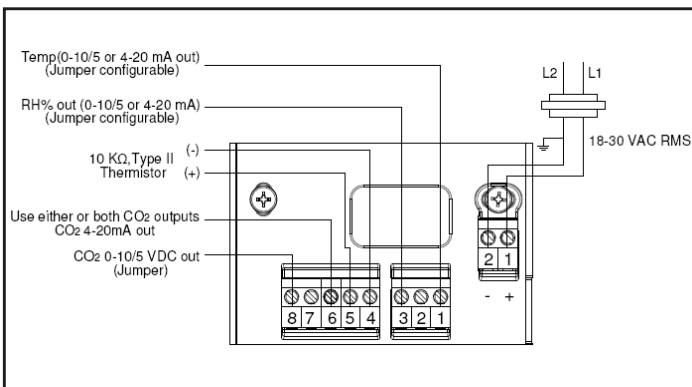 Temp(0-10/5 or 4-20 mA out)
(Jumper configurable)
RH% out (0-10/5 or 4-20 mA)
(Jumper configurable)
10 KΩ,Type II
Thermistor
(-)
(+)
Use either or both CO2 outputs
CO2 4-20mA out
CO2 0-10/5 VDC out
(Jumper)
L2 L1
18-30 VAC RMS
2 1
- +
8 7 6 5 4
3 2 1